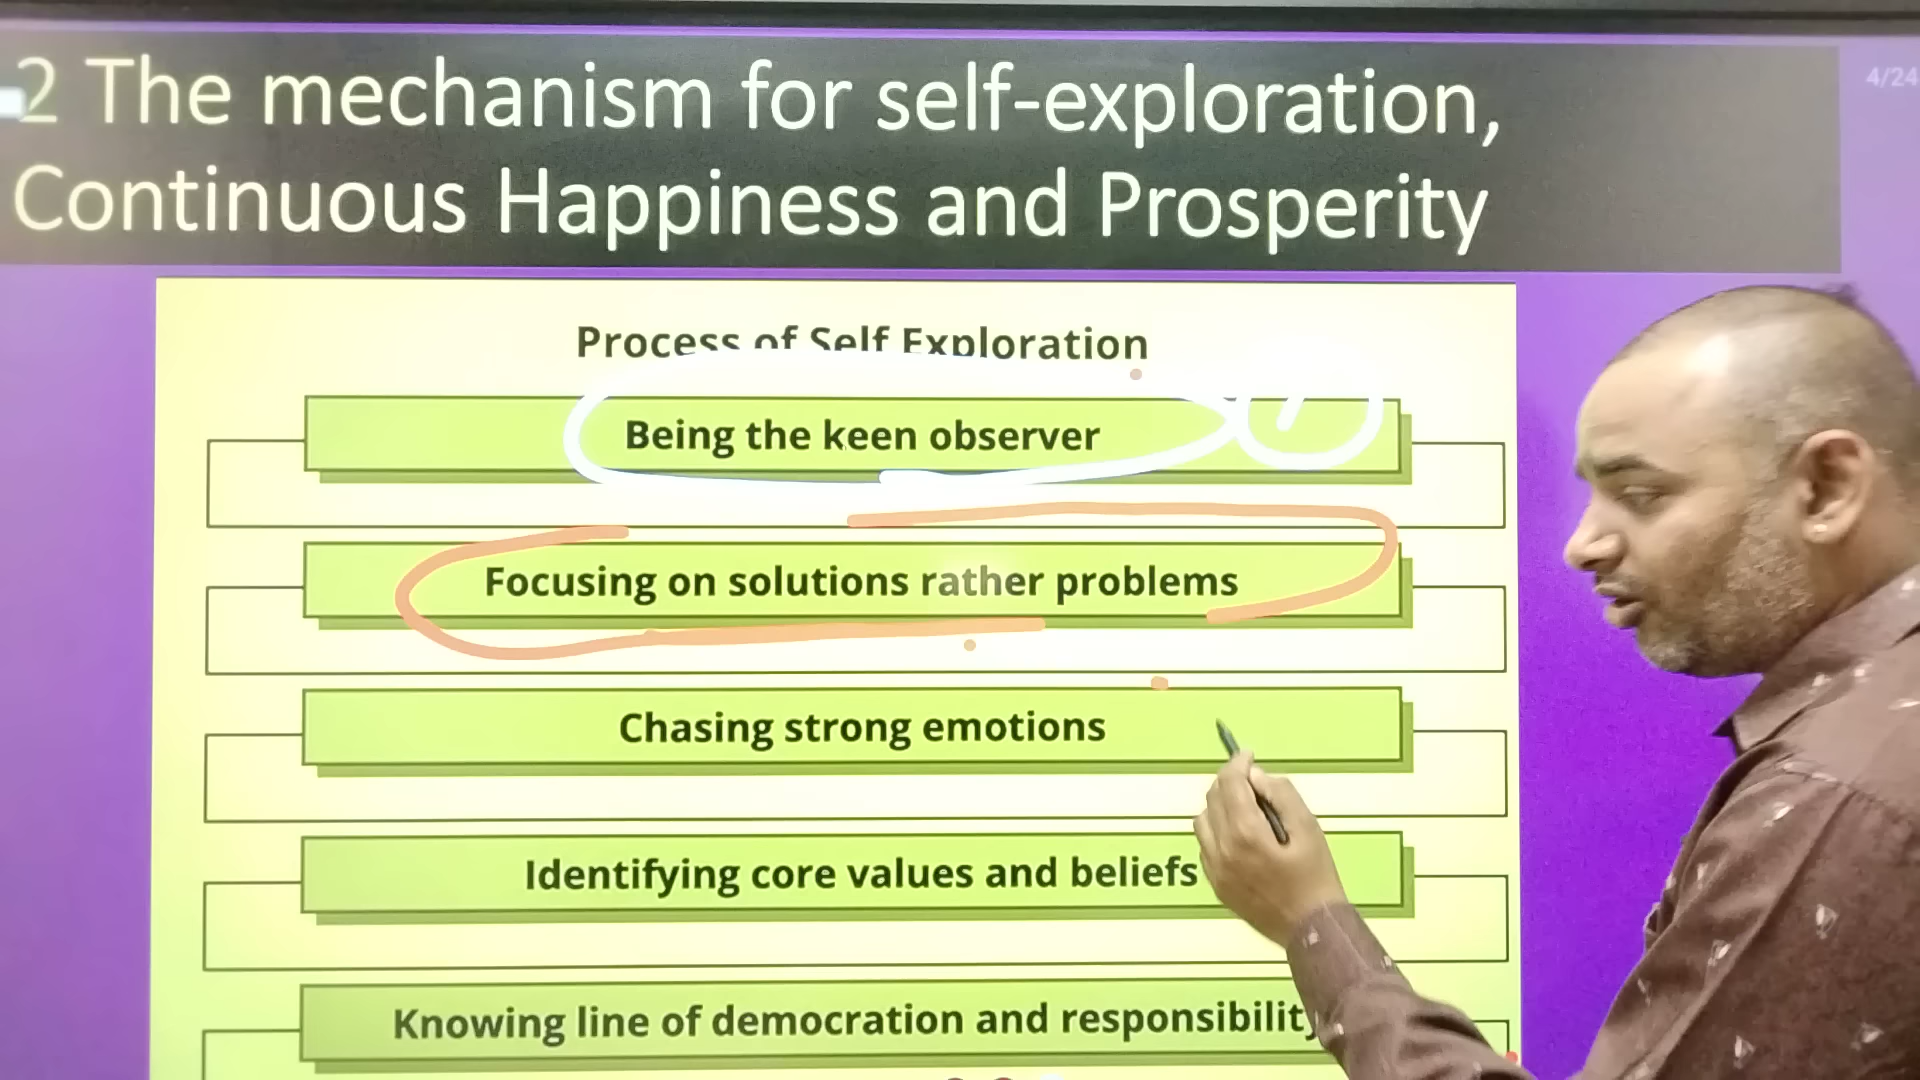 2 The mechanism for self-exploration,
Continuous Happiness and Prosperity
4/24
Process of Self Exploration
Being the keen observer
1
Focusing on solutions rather problems
Chasing strong emotions
Identifying core values and beliefs
Knowing line of democration and responsibility